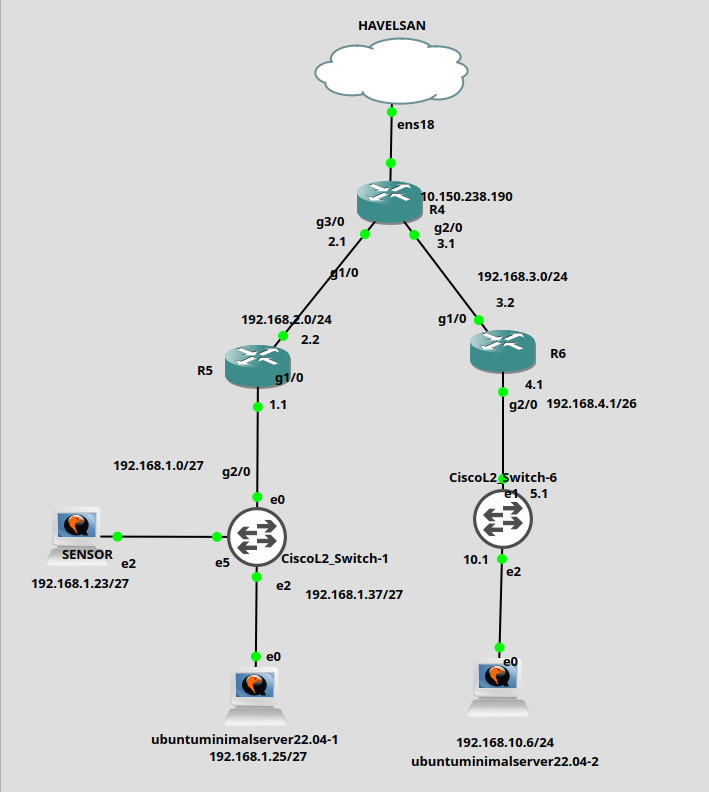 HAVELSAN
ens18
10.150.238.190
R4
g3/0
g2/0
2.1
3.1
g1/0
192.168.3.0/24
3.2
192.168.2.0/24
g1/0
2.2
R6
R5
g1/0
4.1
1.1
g2/0
192.168.4.1/26
192.168.1.0/27
g2/0
CiscoL2_Switch-6
e0
e1
5.1
SENSOR
e2
e5
CiscoL2_Switch-1
10.1
e2
192.168.1.23/27
e2
192.168.1.37/27
e0
e0
ubuntuminimalserver22.04-1
192.168.1.25/27
192.168.10.6/24
ubuntuminimalserver22.04-2